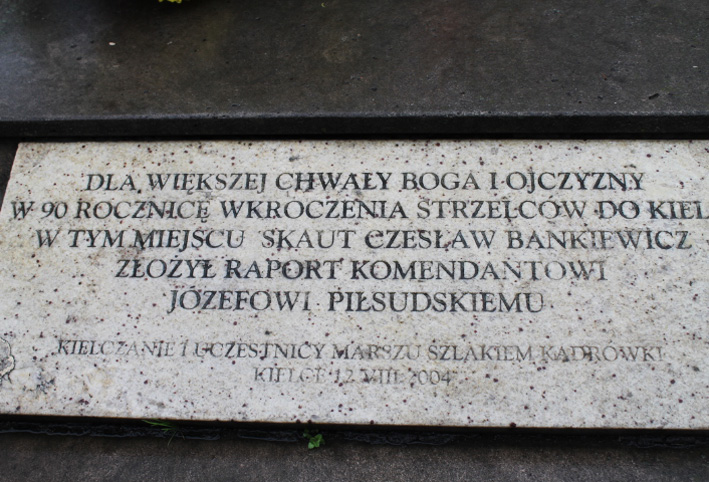 DLA WIĘKSZEJ CHWAŁY BOGA I OJCZYZNY
W 90 ROCZNICĘ WKROCZENIA STRZELCÓW DO KIEL
W TYM MIEJSCU SKAUT CZESŁAW BANKIEWICZ
ZŁOŻYŁ RAPORT KOMENDANTOWI
JÓZEFOWI PIŁSUDSKIEMU
KIELCZANIE I UCZESTNICY MARSZU SZLAKIEM KADRÓWKI
KIELCE 12 VIII 2004